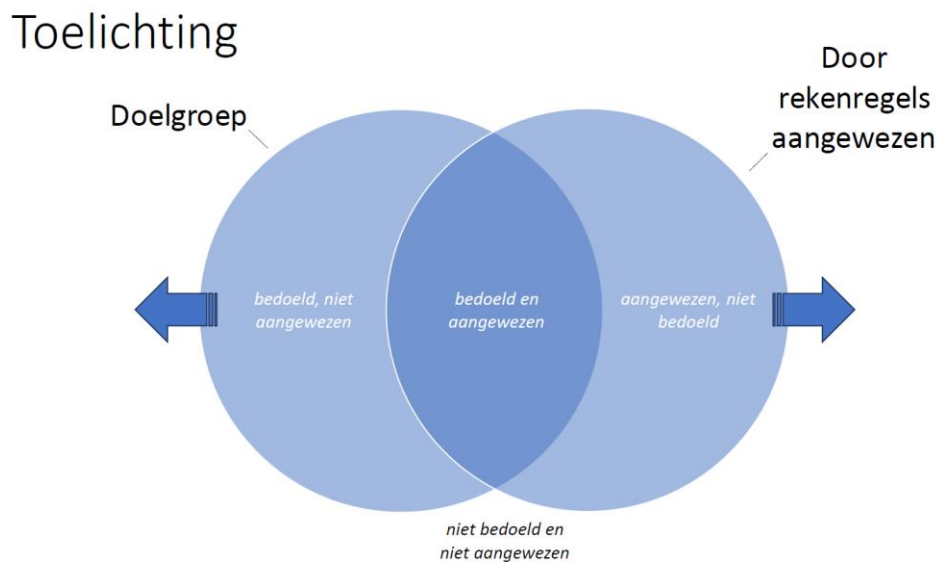 Toelichting
Doelgroep
Door
rekenregels
aangewezen
bedoeld, niet
aangewezen
bedoeld en
aangewezen
aangewezen, niet
bedoeld
niet bedoeld en
niet aangewezen